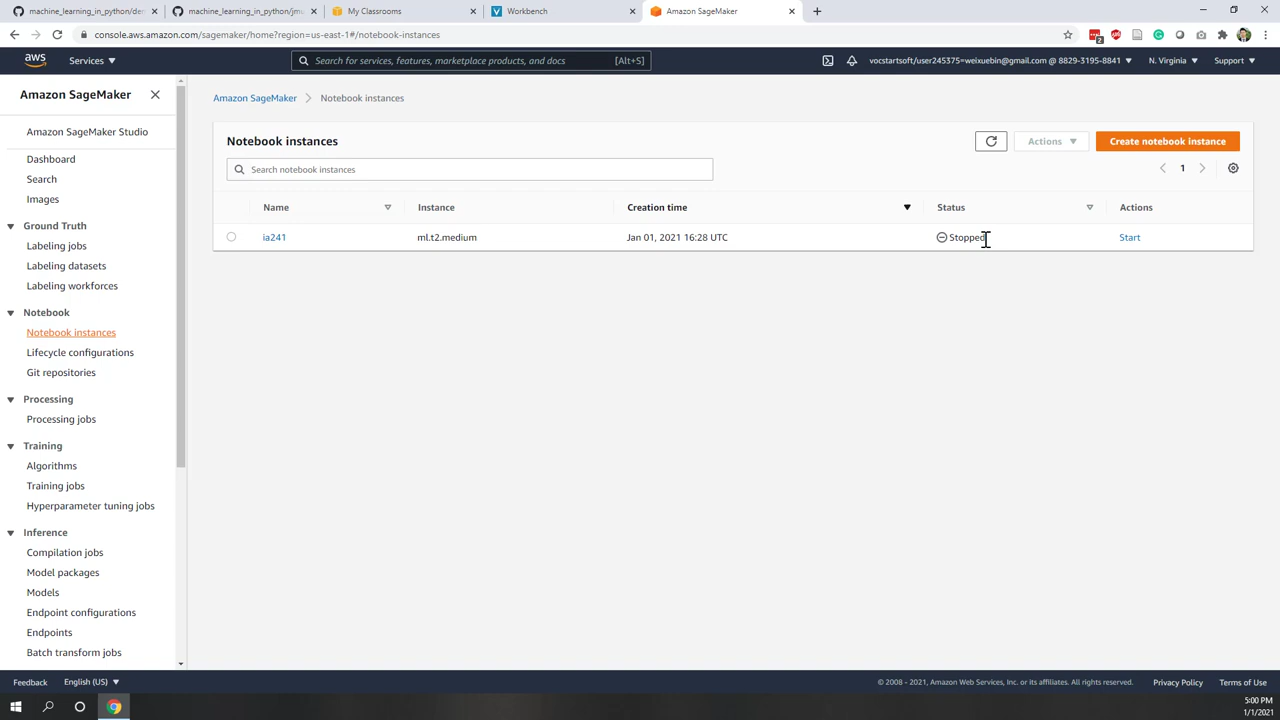 machine_learning_in_python/den
machine_learning_in_python/jmu
My Classrooms
Workbench
Amazon SageMaker
console.aws.amazon.com/sagemaker/home?region=us-east-1#/notebook-instances
2
aws
Services
Search for services, features, marketplace products, and docs
[Alt+S]
vocstartsoft/user245375=weixuebin@gmail.com @ 8829-3195-8841
N. Virginia
Support
Amazon SageMaker
Amazon SageMaker Studio
Dashboard
Search
Images
Ground Truth
Labeling jobs
Labeling datasets
Labeling workforces
Notebook
Notebook instances
Lifecycle configurations
Git repositories
Processing
Processing jobs
Training
Algorithms
Training jobs
Hyperparameter tuning jobs
Inference
Compilation jobs
Model packages
Models
Endpoint configurations
Endpoints
Batch transform jobs
Amazon SageMaker > Notebook instances
Notebook instances
Actions
Create notebook instance
Search notebook instances
1
Name Instance Creation time Status Actions
ia241 ml.t2.medium Jan 01, 2021 16:28 UTC Stopped Start
Feedback
English (US)
© 2008 - 2021, Amazon Web Services, Inc. or its affiliates. All rights reserved.
Privacy Policy
Terms of Use
5:00 PM
1/1/2021